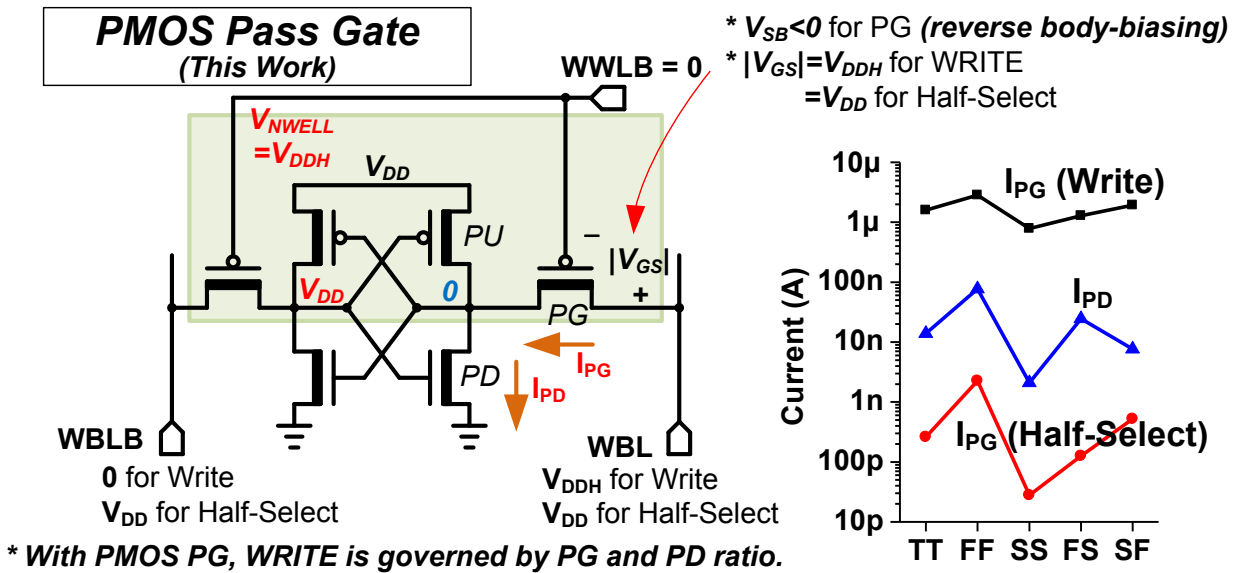 PMOS Pass Gate
(This Work)
* VSB<0 for PG (reverse body-biasing)
* |VGS|=VDDH for WRITE
=VDD for Half-Select
WWLB = 0
VNWELL
=VDDH
VDD
PU
–
|VGS|
+
VDD
0
PG
IPG
PD
IPD
WBLB
0 for Write
VDD for Half-Select
WBL
VDDH for Write
VDD for Half-Select
* With PMOS PG, WRITE is governed by PG and PD ratio.
Current (A)
10µ
1µ
100n
10n
1n
100p
10p
IPG (Write)
IPD
IPG (Half-Select)
TT FF SS FS SF